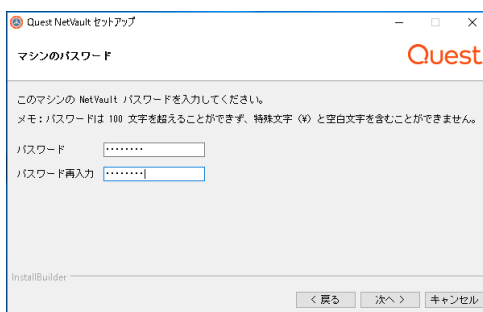 Quest NetVault セットアップ
マシンのパスワード
Quest
このマシンの NetVault パスワードを入力してください。
メモ：パスワードは 100 文字を超えることができず、特殊文字 (¥) と空白文字を含むことができません。
パスワード ········
パスワード再入力 ········
InstallBuilder
< 戻る 次へ > キャンセル